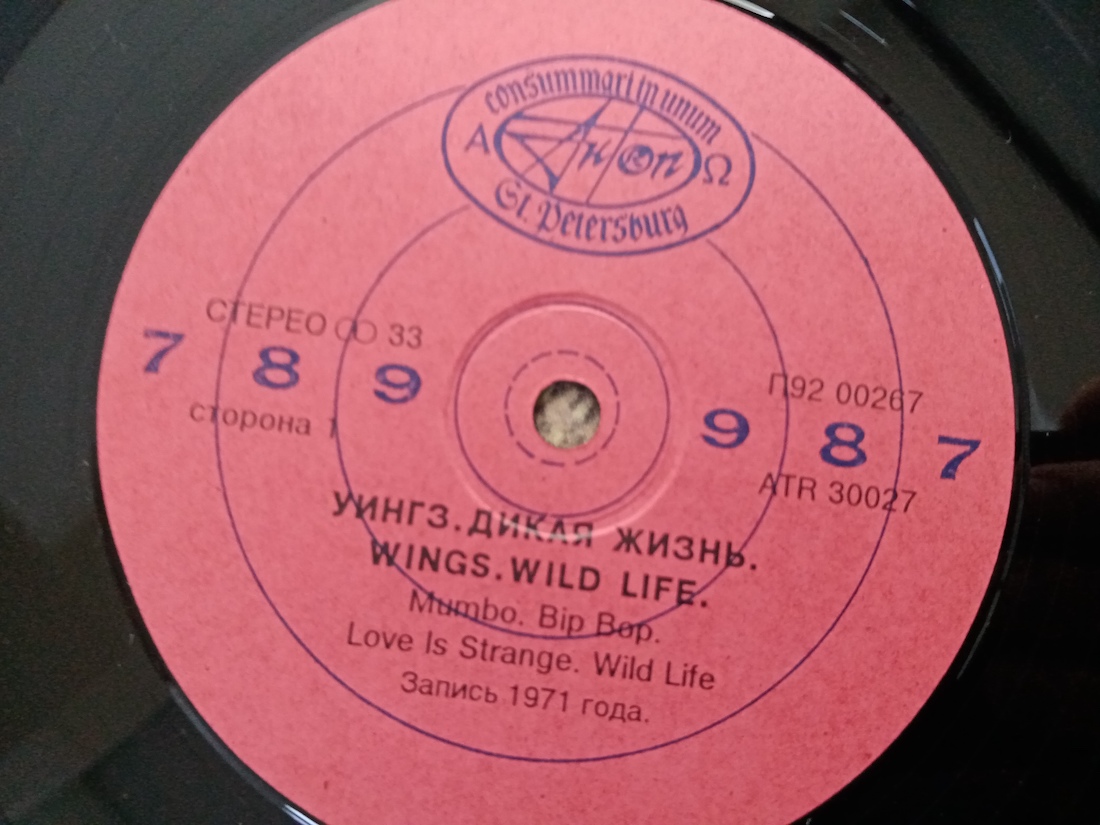 consummari in unum
Α АнОп Ω
St. Petersburg
СТЕРЕО 33
П92 00267
7 8 9
9 8 7
сторона 1
ATR 30027
УИНГЗ.ДИКАЯ ЖИЗНЬ.
WINGS.WILD LIFE.
Mumbo. Bip Bop.
Love Is Strange. Wild Life
Запись 1971 года.